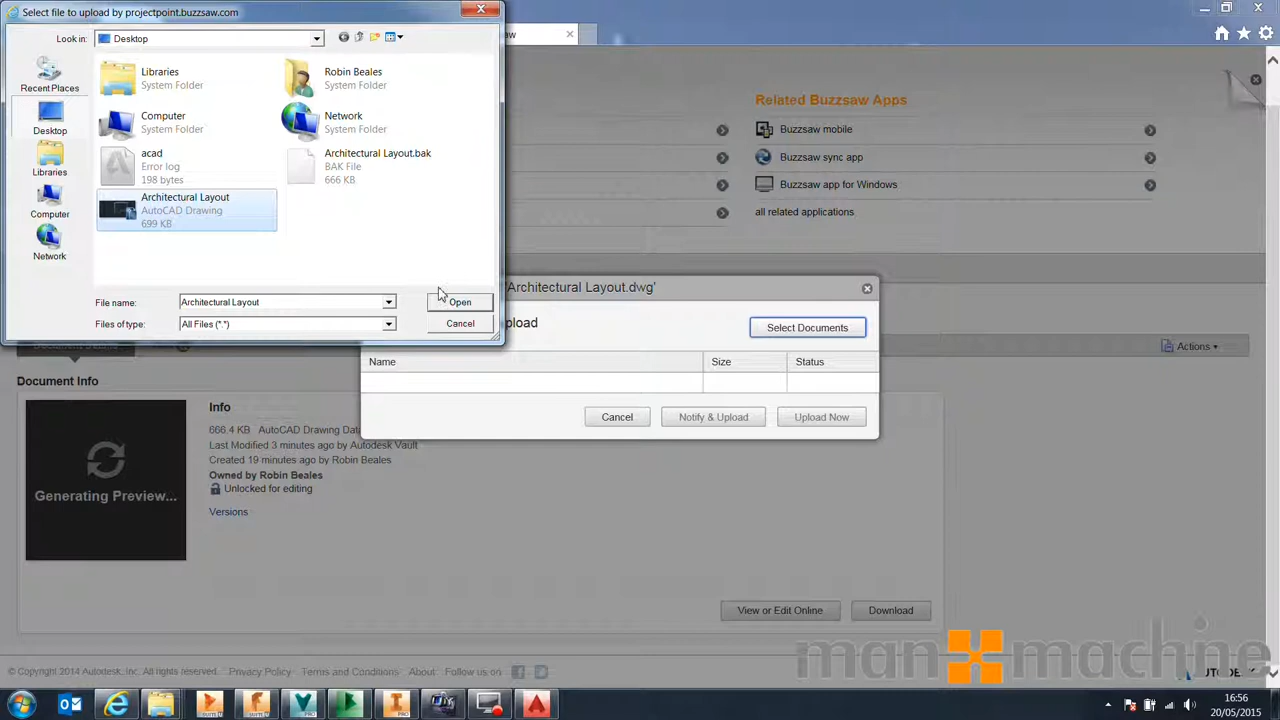 Select file to upload by projectpoint.buzzsaw.com
Look in:
Desktop
Recent Places
Desktop
Libraries
Computer
Network
Libraries
System Folder
Robin Beales
System Folder
Computer
System Folder
Network
System Folder
acad
Error log
198 bytes
Architectural Layout.bak
BAK File
666 KB
Architectural Layout
AutoCAD Drawing
699 KB
File name:
Architectural Layout
Open
Files of type:
All Files (*.*)
Cancel
aw
Related Buzzsaw Apps
Buzzsaw mobile
Buzzsaw sync app
Buzzsaw app for Windows
all related applications
'Architectural Layout.dwg'
pload
Select Documents
Name
Size
Status
Cancel
Notify & Upload
Upload Now
Actions
Document Info
Generating Preview...
Info
666.4 KB AutoCAD Drawing Data
Last Modified 3 minutes ago by Autodesk Vault
Created 19 minutes ago by Robin Beales
Owned by Robin Beales
Unlocked for editing
Versions
View or Edit Online
Download
man machine
© Copyright 2014 Autodesk, Inc. All rights reserved.
Privacy Policy
Terms and Conditions
About
Follow us on
16:56
20/05/2015